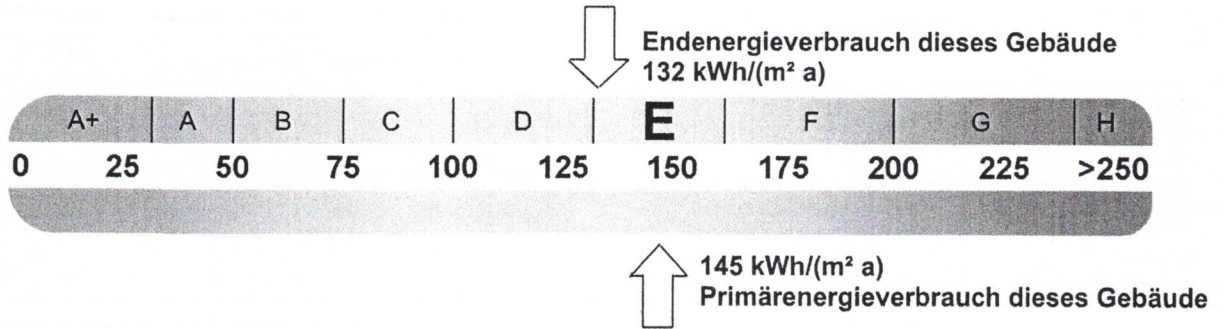 Endenergieverbrauch dieses Gebäude
132 kWh/(m² a)
A+ A B C D E F G H
0 25 50 75 100 125 150 175 200 225 >250
145 kWh/(m² a)
Primärenergieverbrauch dieses Gebäude